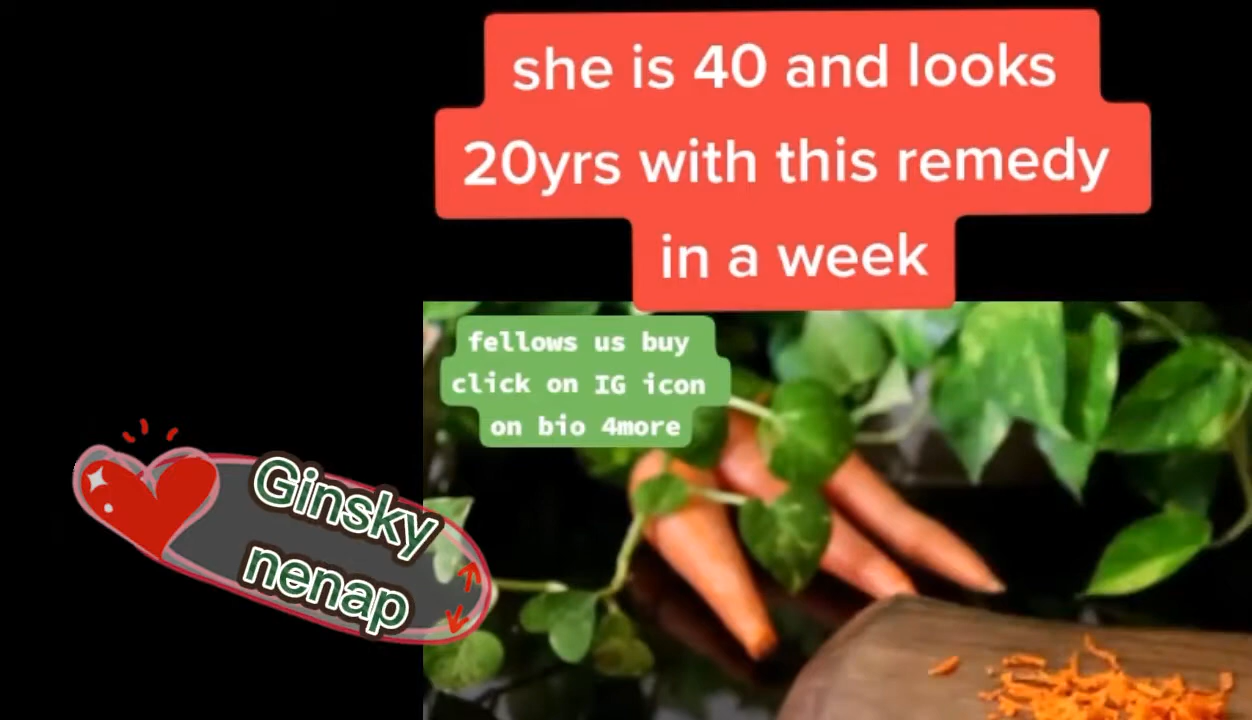 she is 40 and looks
20yrs with this remedy
in a week
fellows us buy
click on IG icon
on bio 4more
Ginsky
nenap